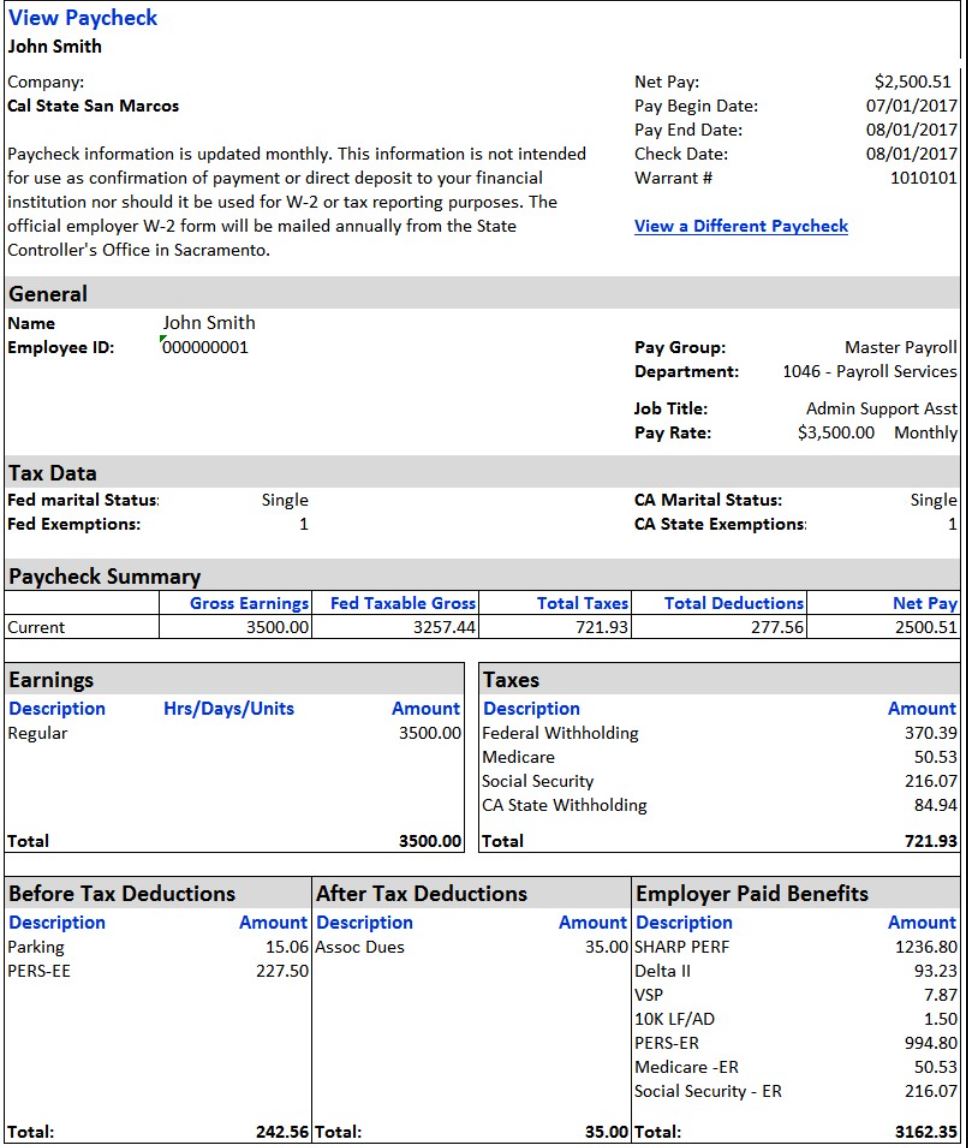 View Paycheck
John Smith
Company:
Cal State San Marcos
Paycheck information is updated monthly. This information is not intended
for use as confirmation of payment or direct deposit to your financial
institution nor should it be used for W-2 or tax reporting purposes. The
official employer W-2 form will be mailed annually from the State
Controller's Office in Sacramento.
Net Pay: $2,500.51
Pay Begin Date: 07/01/2017
Pay End Date: 08/01/2017
Check Date: 08/01/2017
Warrant # 1010101
View a Different Paycheck
General
Name John Smith
Employee ID: 000000001
Pay Group: Master Payroll
Department: 1046 - Payroll Services
Job Title: Admin Support Asst
Pay Rate: $3,500.00 Monthly
Tax Data
Fed marital Status: Single
Fed Exemptions: 1
CA Marital Status: Single
CA State Exemptions: 1
Paycheck Summary
Gross Earnings Fed Taxable Gross Total Taxes Total Deductions Net Pay
Current 3500.00 3257.44 721.93 277.56 2500.51
Earnings
Description Hrs/Days/Units Amount
Regular 3500.00
Total 3500.00
Taxes
Description Amount
Federal Withholding 370.39
Medicare 50.53
Social Security 216.07
CA State Withholding 84.94
Total 721.93
Before Tax Deductions
Description Amount
Parking 15.06
PERS-EE 227.50
Total: 242.56
After Tax Deductions
Description Amount
Assoc Dues 35.00
Total: 35.00
Employer Paid Benefits
Description Amount
SHARP PERF 1236.80
Delta II 93.23
VSP 7.87
10K LF/AD 1.50
PERS-ER 994.80
Medicare -ER 50.53
Social Security - ER 216.07
Total: 3162.35